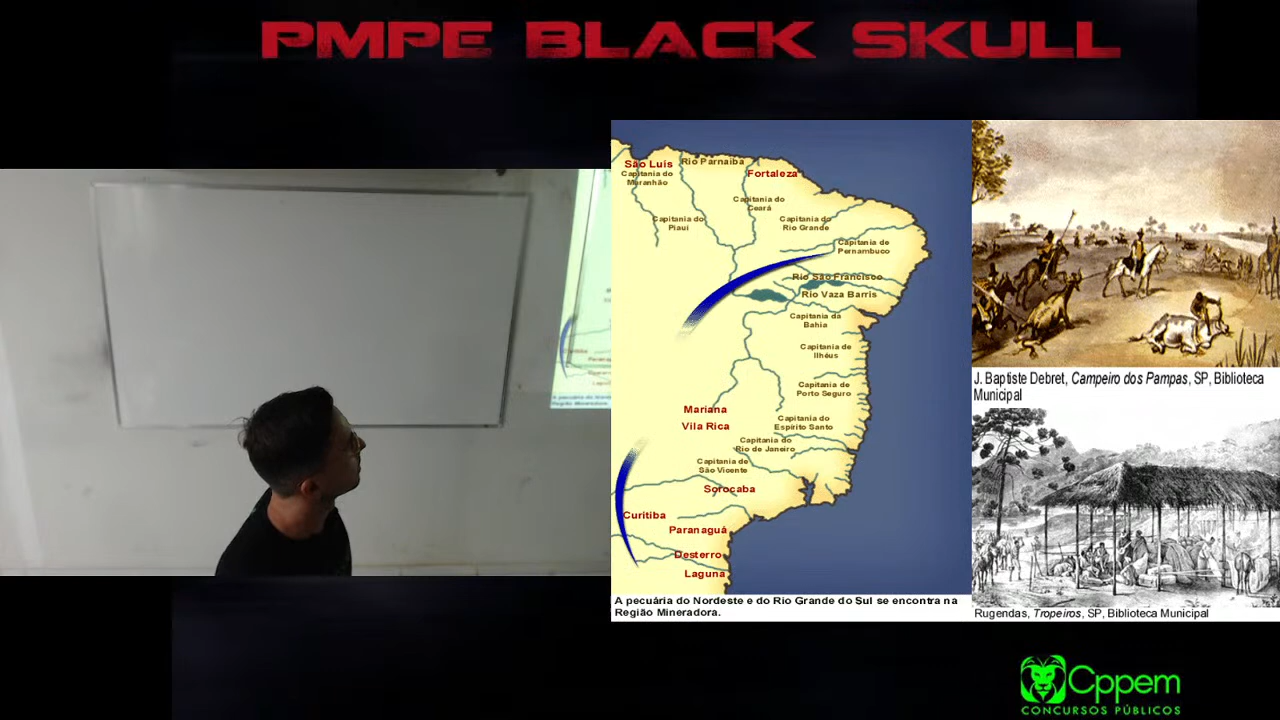 PMPE BLACK SKULL
São Luís
Rio Parnaíba
Capitania do
Maranhão
Fortaleza
Capitania do
Ceará
Capitania do
Piauí
Capitania do
Rio Grande
Capitania de
Pernambuco
Rio São Francisco
Rio Vaza Barris
Capitania da
Bahia
Capitania de
Ilhéus
Capitania de
Porto Seguro
Mariana
Vila Rica
Capitania do
Espírito Santo
Capitania do
Rio de Janeiro
Capitania de
São Vicente
Sorocaba
Curitiba
Paranaguá
Desterro
Laguna
A pecuária do Nordeste e do Rio Grande do Sul se encontra na
Região Mineradora.
J. Baptiste Debret, Campeiro dos Pampas, SP, Biblioteca
Municipal
Rugendas, Tropeiros, SP, Biblioteca Municipal
Cppem
CONCURSOS PÚBLICOS